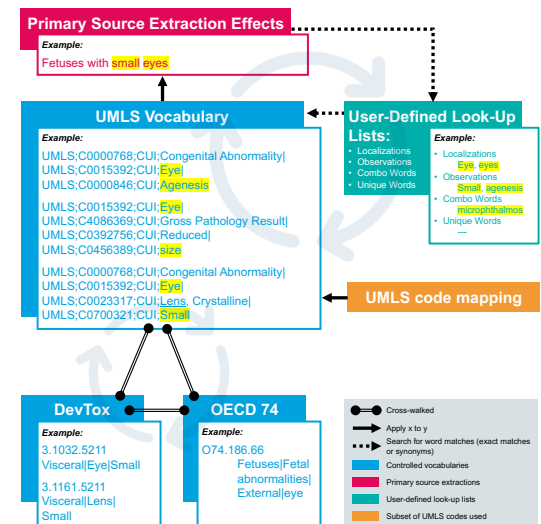 Primary Source Extraction Effects
Example:
Fetuses with small eyes
UMLS Vocabulary
Example:
UMLS;C0000768;CUI;Congenital Abnormality|
UMLS;C0015392;CUI;Eye|
UMLS;C0000846;CUI;Agenesis
UMLS;C0015392;CUI;Eye|
UMLS;C4086369;CUI;Gross Pathology Result|
UMLS;C0392756;CUI;Reduced|
UMLS;C0456389;CUI;size
UMLS;C0000768;CUI;Congenital Abnormality|
UMLS;C0015392;CUI;Eye|
UMLS;C0023317;CUI;Lens, Crystalline|
UMLS;C0700321;CUI;Small
User-Defined Look-Up
Lists:
• Localizations
• Observations
• Combo Words
• Unique Words
Example:
• Localizations
Eye, eyes
• Observations
Small, agenesis
• Combo Words
microphthalmos
• Unique Words
---
UMLS code mapping
DevTox
Example:
3.1032.5211
Visceral|Eye|Small
3.1161.5211
Visceral|Lens|
Small
OECD 74
Example:
O74.186.66
Fetuses|Fetal
abnormalities|
External|eye
Cross-walked
Apply x to y
Search for word matches (exact matches
or synonyms)
Controlled vocabularies
Primary source extractions
User-defined look-up lists
Subset of UMLS codes used